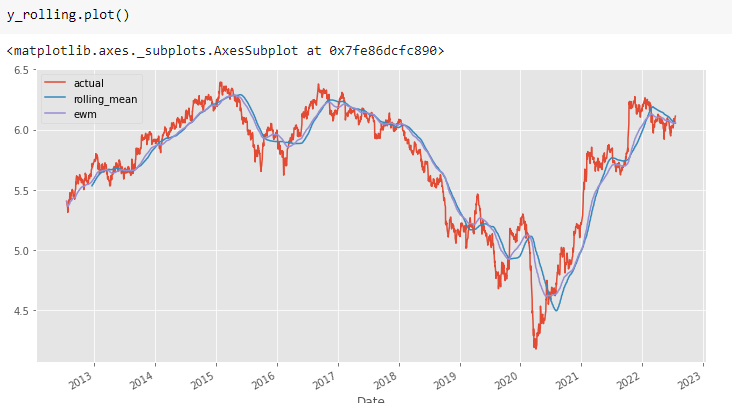 y_rolling.plot()
<matplotlib.axes._subplots.AxesSubplot at 0x7fe86dcfc890>
6.5
actual
rolling_mean
ewm
6.0
5.5
5.0
4.5
2013
2014
2015
2016
2017
2018
2019
2020
2021
2022
2023
Date